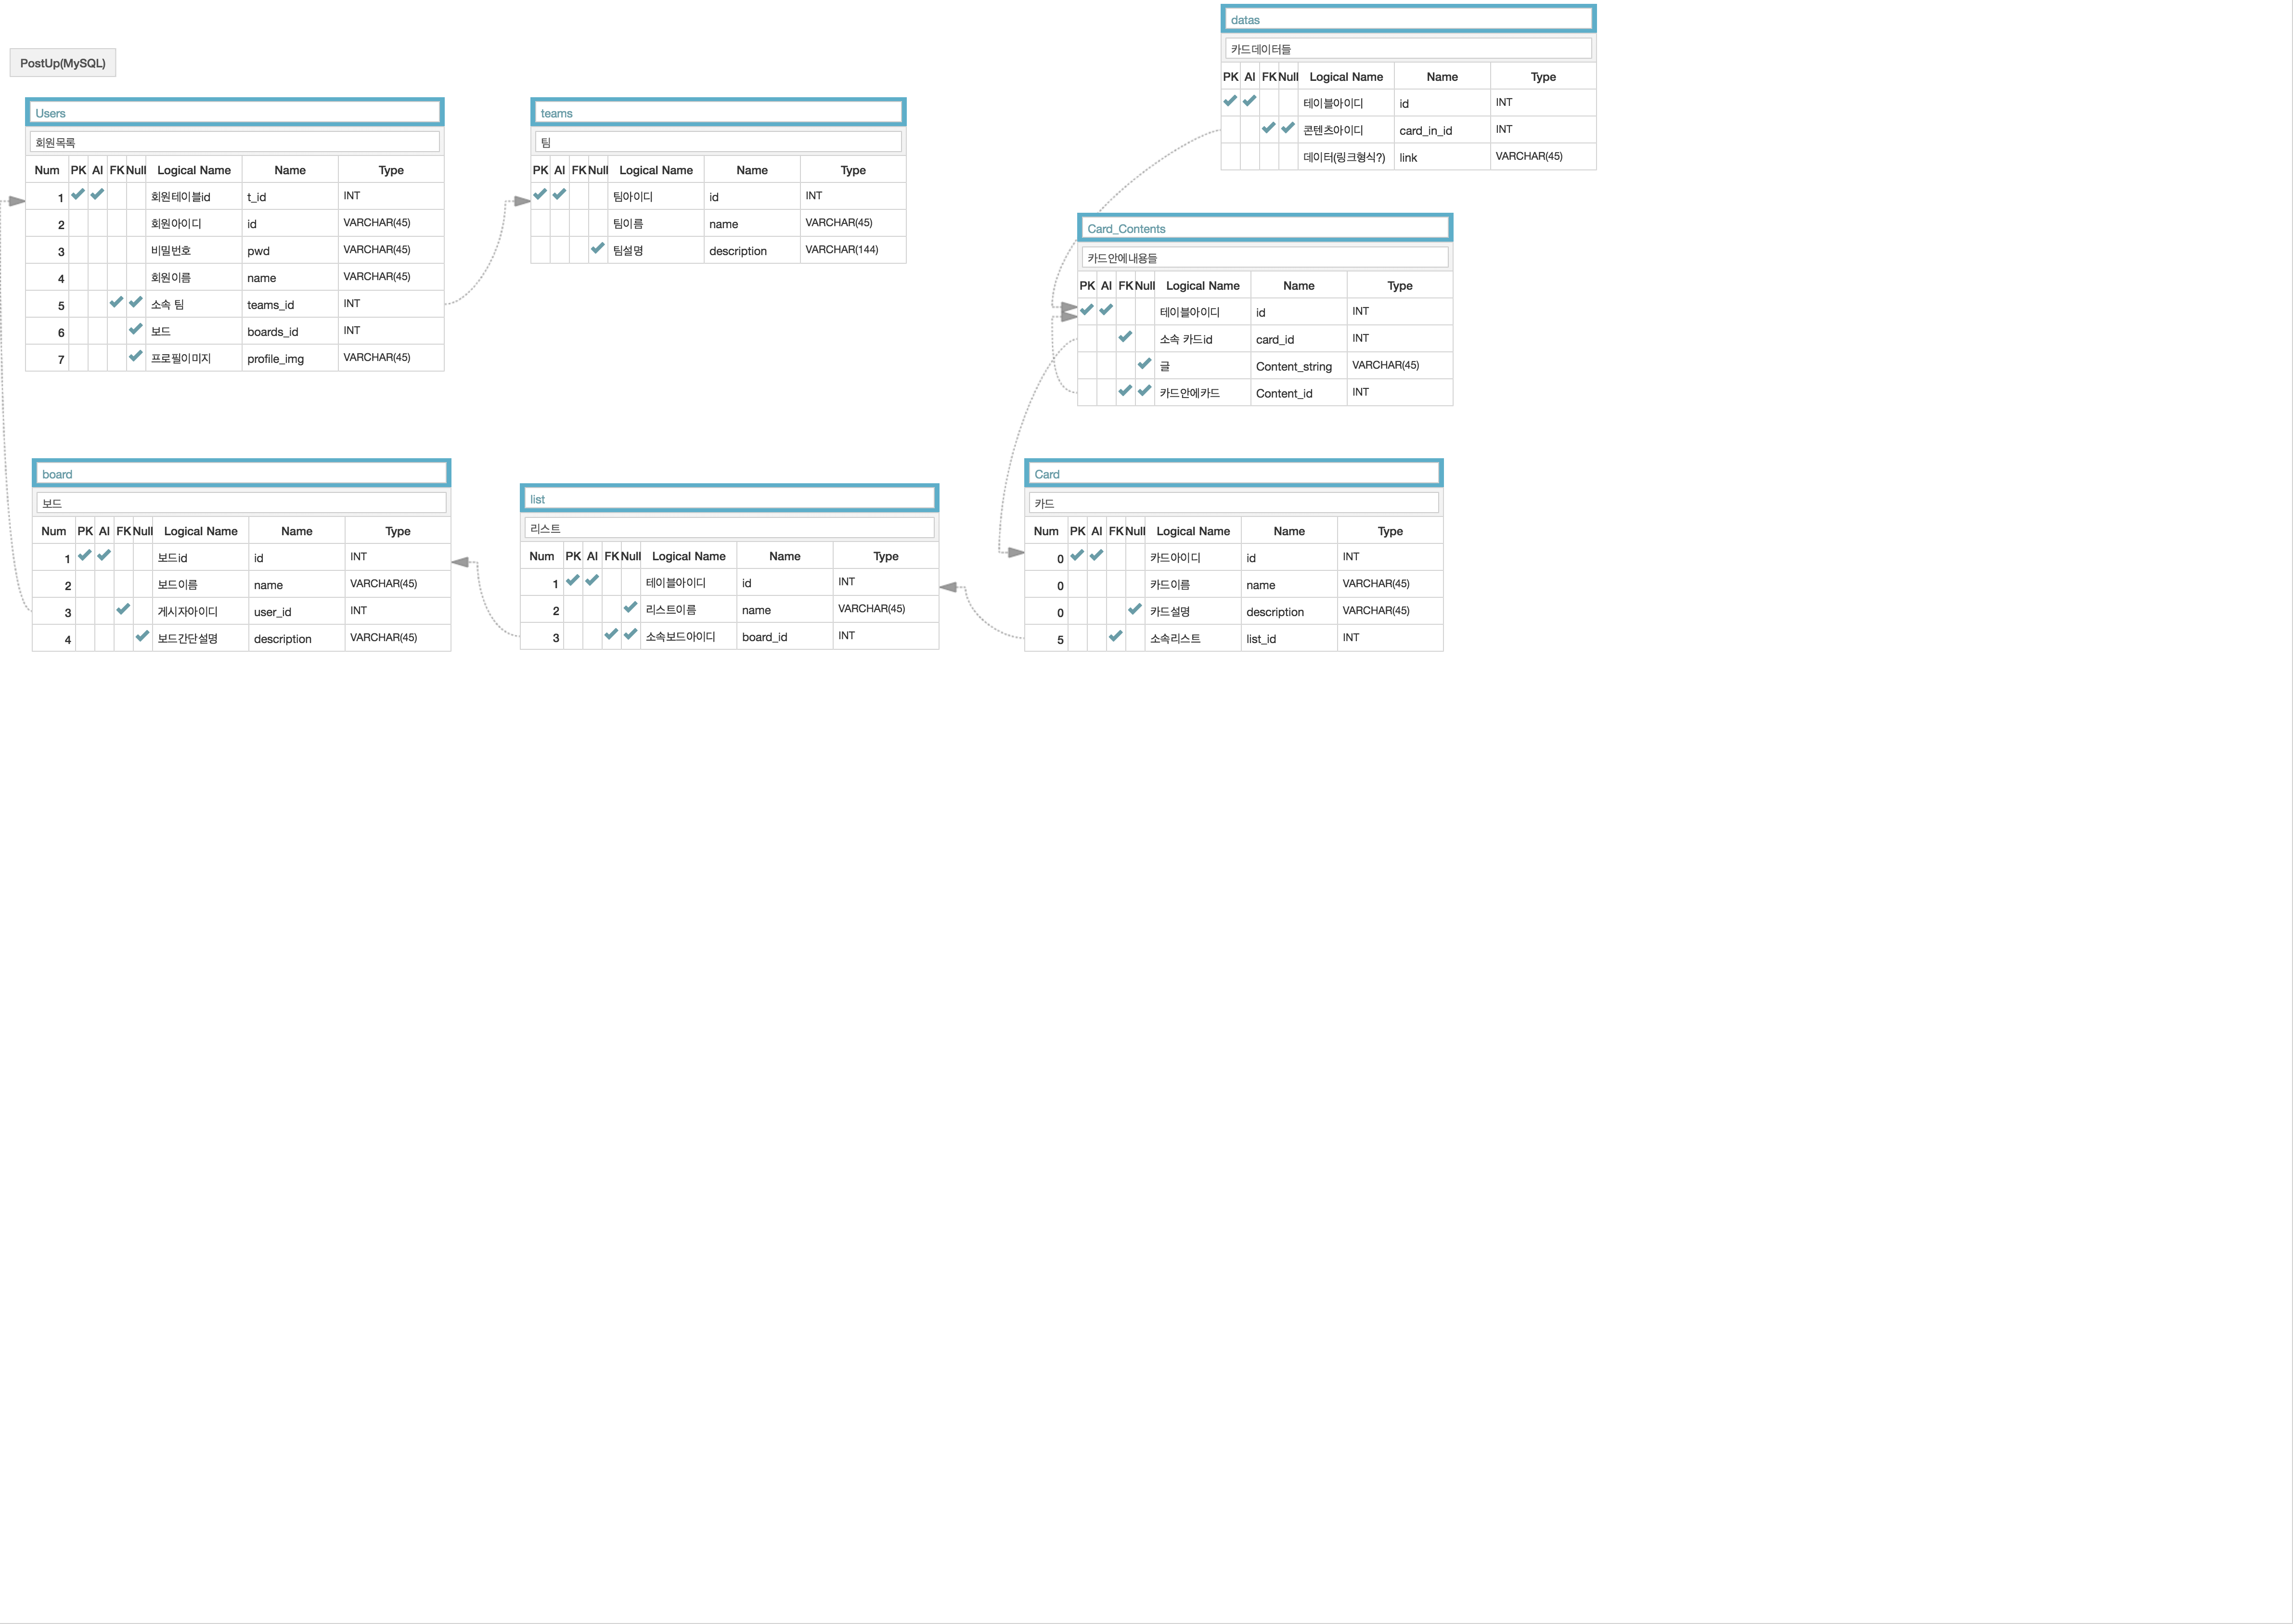 PostUp(MySQL)
Users
회원목록
Num PK AI FK Null Logical Name Name Type
1 회원테이블id t_id INT
2 회원아이디 id VARCHAR(45)
3 비밀번호 pwd VARCHAR(45)
4 회원이름 name VARCHAR(45)
5 소속 팀 teams_id INT
6 보드 boards_id INT
7 프로필이미지 profile_img VARCHAR(45)
teams
팀
PK AI FK Null Logical Name Name Type
팀아이디 id INT
팀이름 name VARCHAR(45)
팀설명 description VARCHAR(144)
datas
카드데이터들
PK AI FK Null Logical Name Name Type
테이블아이디 id INT
콘텐츠아이디 card_in_id INT
데이터(링크형식?) link VARCHAR(45)
Card_Contents
카드안에내용들
PK AI FK Null Logical Name Name Type
테이블아이디 id INT
소속 카드id card_id INT
글 Content_string VARCHAR(45)
카드안에카드 Content_id INT
board
보드
Num PK AI FK Null Logical Name Name Type
1 보드id id INT
2 보드이름 name VARCHAR(45)
3 게시자아이디 user_id INT
4 보드간단설명 description VARCHAR(45)
list
리스트
Num PK AI FK Null Logical Name Name Type
1 테이블아이디 id INT
2 리스트이름 name VARCHAR(45)
3 소속보드아이디 board_id INT
Card
카드
Num PK AI FK Null Logical Name Name Type
0 카드아이디 id INT
0 카드이름 name VARCHAR(45)
0 카드설명 description VARCHAR(45)
5 소속리스트 list_id INT